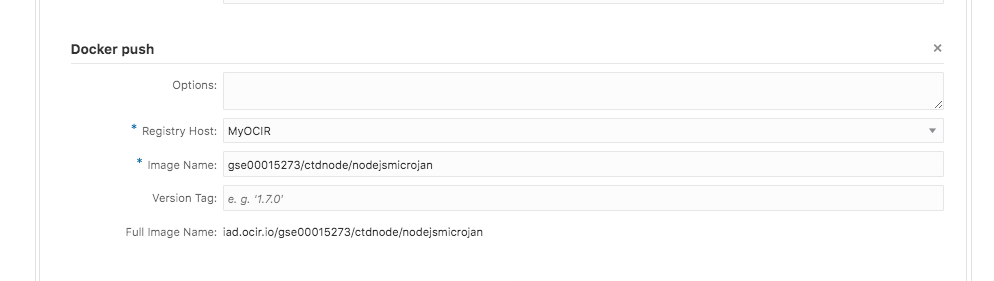 Docker push
Options:
* Registry Host: MyOCIR
* Image Name: gse00015273/ctdnode/nodejsmicrojan
Version Tag: e. g. '1.7.0'
Full Image Name: iad.ocir.io/gse00015273/ctdnode/nodejsmicrojan